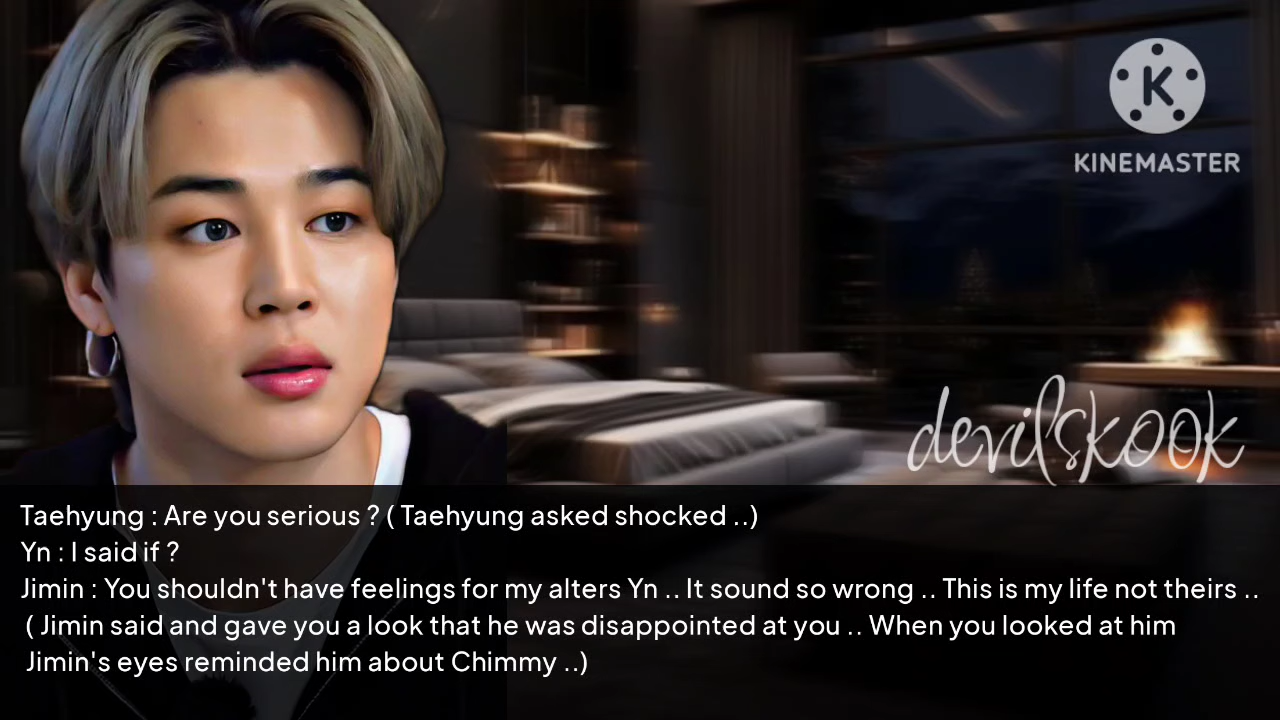 KINEMASTER
devilskook
Taehyung : Are you serious ? ( Taehyung asked shocked ..)
Yn : I said if ?
Jimin : You shouldn't have feelings for my alters Yn .. It sound so wrong .. This is my life not theirs ..
( Jimin said and gave you a look that he was disappointed at you .. When you looked at him
Jimin's eyes reminded him about Chimmy ..)